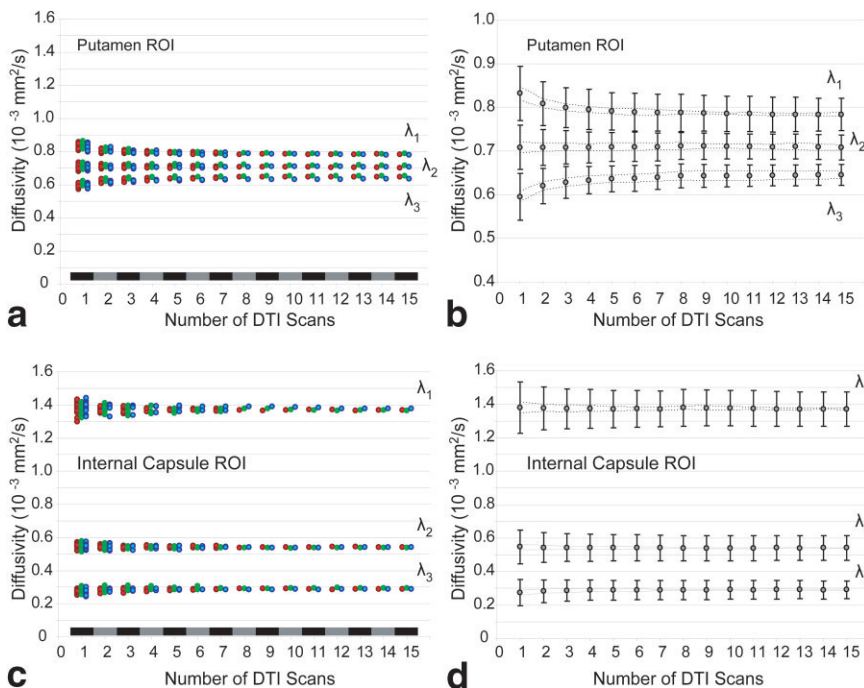 1.6
1.4
1.2
1.0
0.8
0.6
0.4
0.2
0
Diffusivity (10 -3 mm2/s)
Putamen ROI
λ1
λ2
λ3
0 1 2 3 4 5 6 7 8 9 10 11 12 13 14 15
Number of DTI Scans
a
1.0
0.9
0.8
0.7
0.6
0.5
0.4
Diffusivity (10 -3 mm2/s)
Putamen ROI
λ1
λ2
λ3
0 1 2 3 4 5 6 7 8 9 10 11 12 13 14 15
Number of DTI Scans
b
1.6
1.4
1.2
1.0
0.6
0.4
0.2
0
Diffusivity (10 -3 mm2/s)
λ1
Internal Capsule ROI
λ2
λ3
0 1 2 3 4 5 6 7 8 9 10 11 12 13 14 15
Number of DTI Scans
c
1.6
1.4
1.2
1.0
0.6
0.4
0.2
0
Diffusivity (10 -3 mm2/s)
λ
Internal Capsule ROI
λ
λ
0 1 2 3 4 5 6 7 8 9 10 11 12 13 14 15
Number of DTI Scans
d